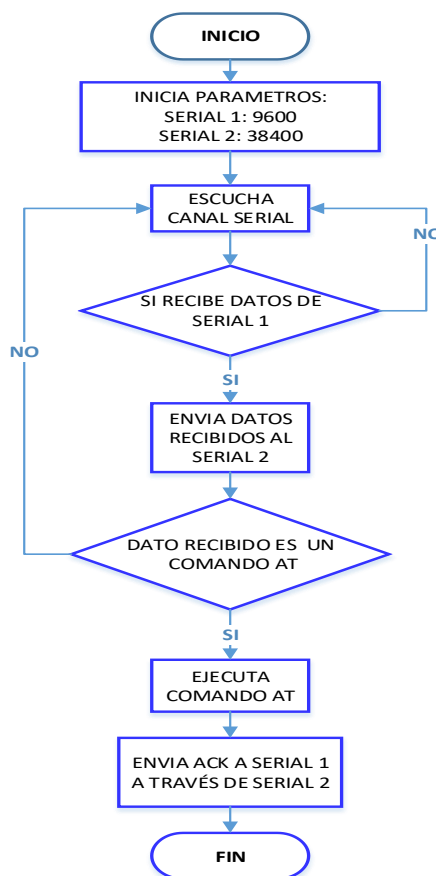 INICIO
INICIA PARAMETROS:
SERIAL 1: 9600
SERIAL 2: 38400
ESCUCHA
CANAL SERIAL
NO
SI RECIBE DATOS DE
SERIAL 1
NO
SI
ENVIA DATOS
RECIBIDOS AL
SERIAL 2
DATO RECIBIDO ES UN
COMANDO AT
SI
EJECUTA
COMANDO AT
ENVIA ACK A SERIAL 1
A TRAVÉS DE SERIAL 2
FIN